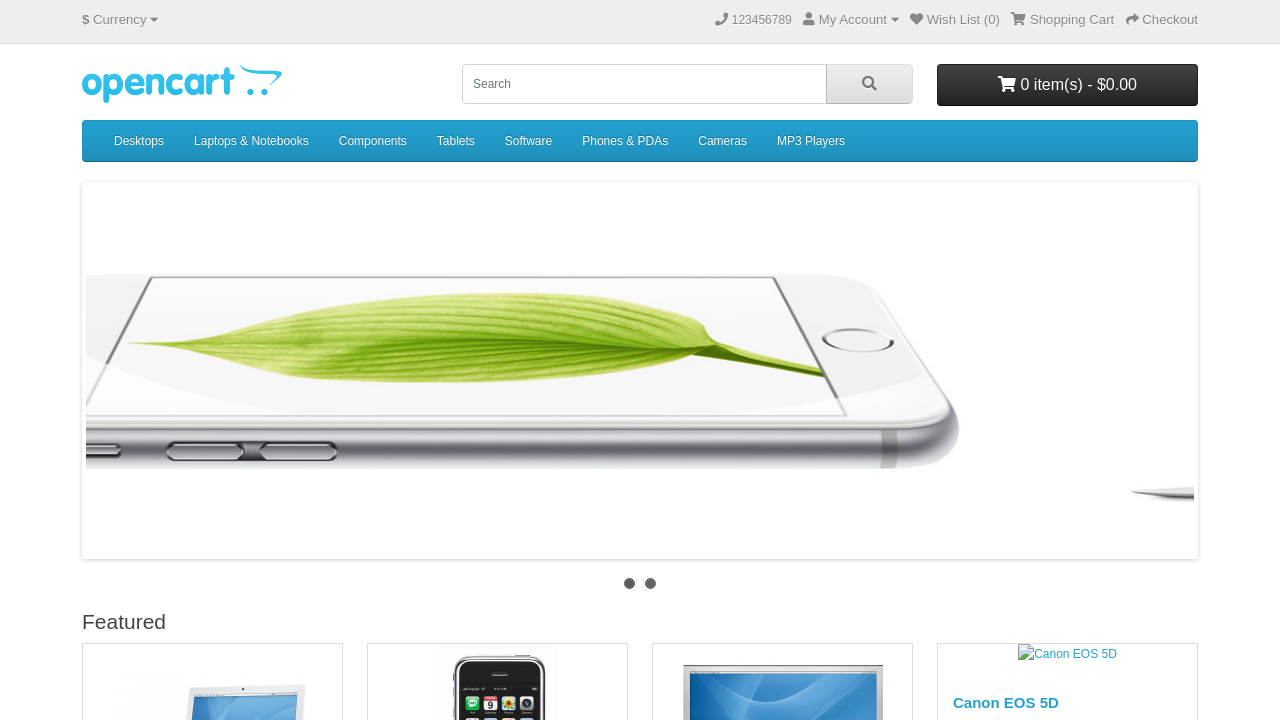 $ Currency
123456789 My Account Wish List (0) Shopping Cart Checkout
opencart
Search
0 item(s) - $0.00
Desktops Laptops & Notebooks Components Tablets Software Phones & PDAs Cameras MP3 Players
Featured
Canon EOS 5D
Canon EOS 5D